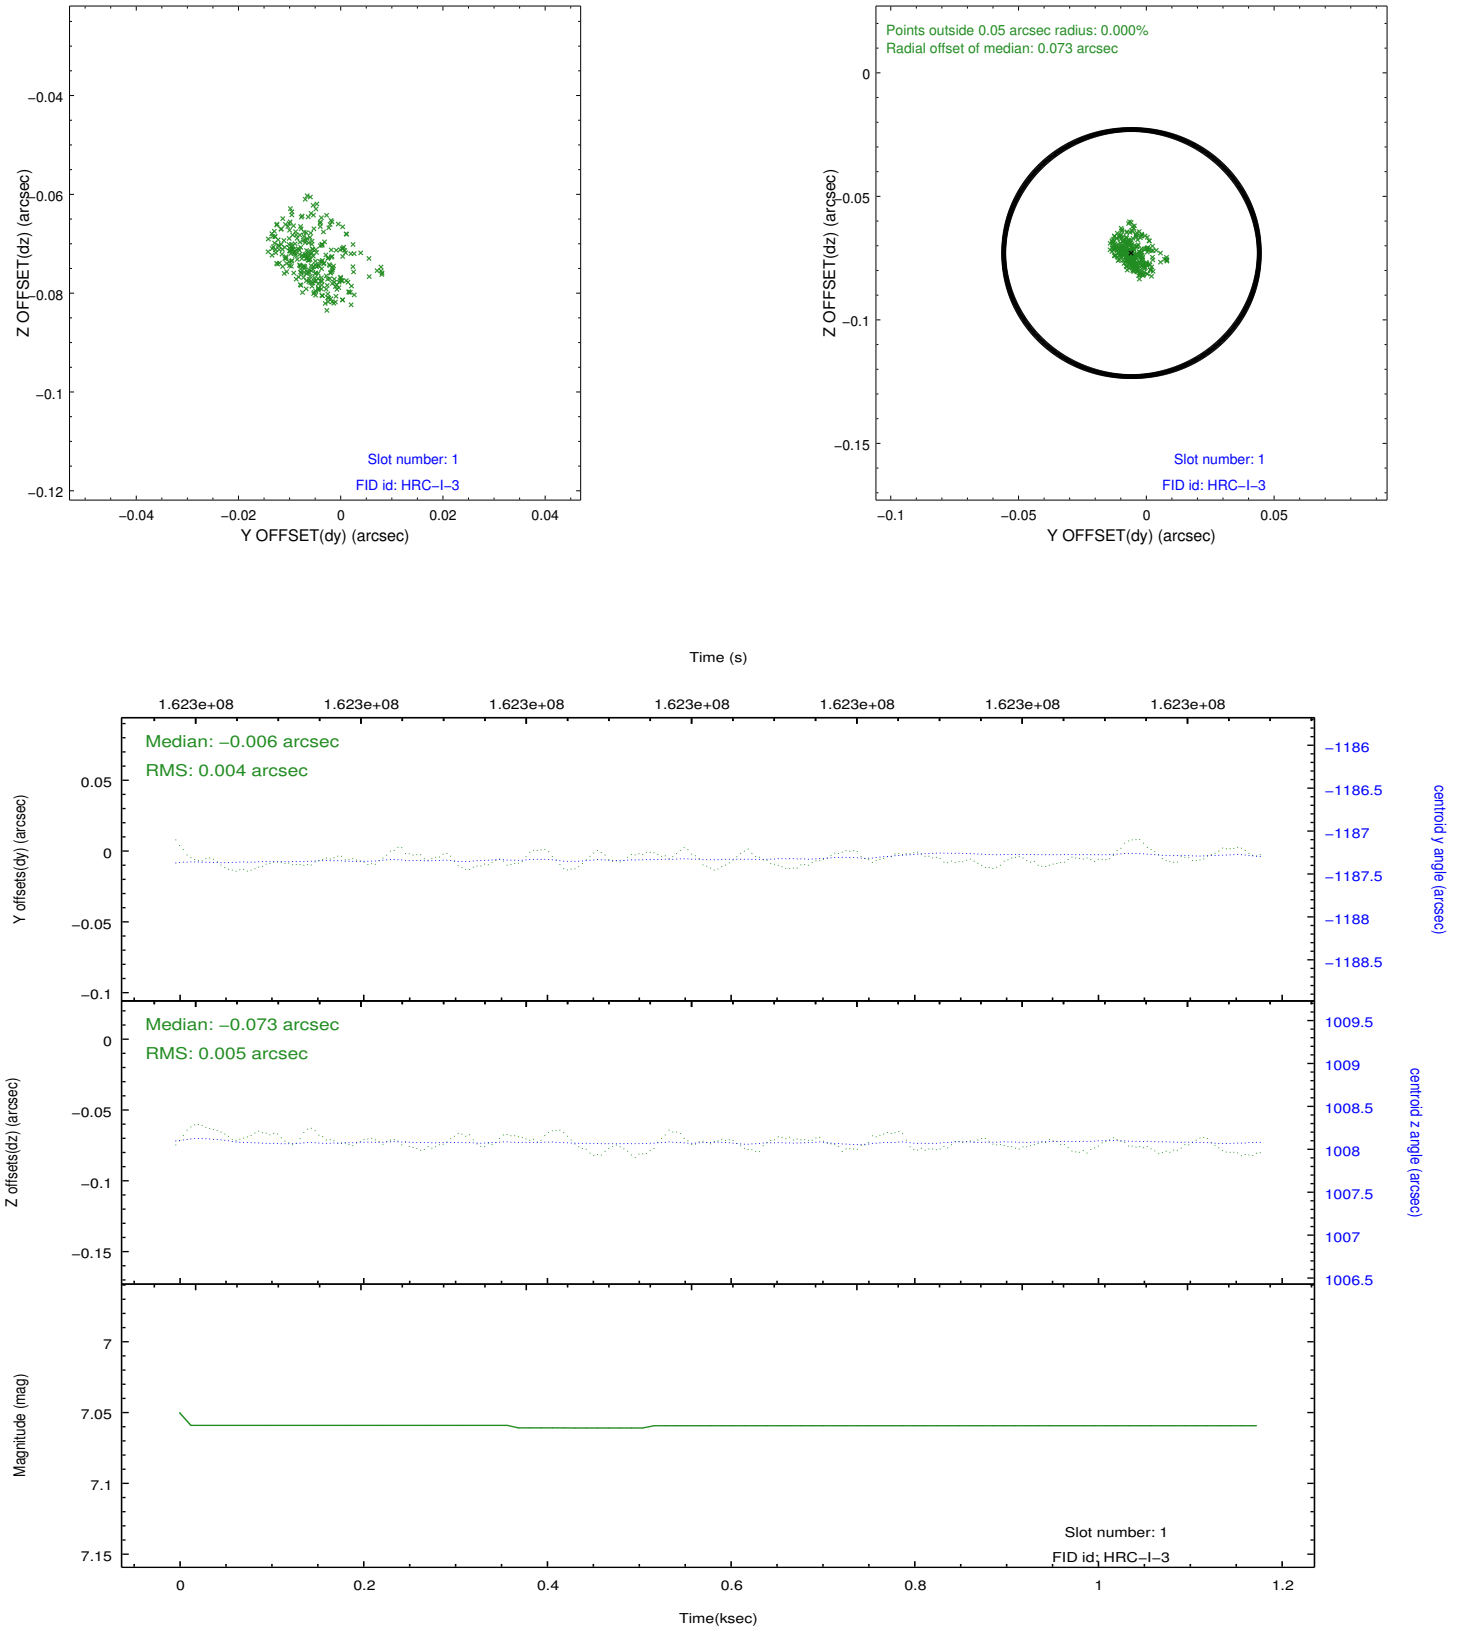 −0.04
−0.06
−0.08
−0.1
−0.12
Z OFFSET(dz) (arcsec)
Slot number: 1
FID id: HRC−I−3
−0.04
−0.02
0
0.02
0.04
Y OFFSET(dy) (arcsec)
Points outside 0.05 arcsec radius: 0.000%
Radial offset of median: 0.073 arcsec
0
−0.05
−0.1
−0.15
Z OFFSET(dz) (arcsec)
Slot number: 1
FID id: HRC−I−3
−0.1
−0.05
0
0.05
Y OFFSET(dy) (arcsec)
Time (s)
1.623e+08
1.623e+08
1.623e+08
1.623e+08
1.623e+08
1.623e+08
1.623e+08
Median: −0.006 arcsec
RMS: 0.004 arcsec
0.05
0
−0.05
−0.1
Y offsets(dy) (arcsec)
−1186
−1186.5
−1187
−1187.5
−1188
−1188.5
centroid y angle (arcsec)
Median: −0.073 arcsec
RMS: 0.005 arcsec
0
−0.05
−0.1
−0.15
Z offsets(dz) (arcsec)
1009.5
1009
1008.5
1008
1007.5
1007
1006.5
centroid z angle (arcsec)
7
7.05
7.1
7.15
Magnitude (mag)
Slot number: 1
FID id: HRC−I−3
0
0.2
0.4
0.6
0.8
1
1.2
Time(ksec)